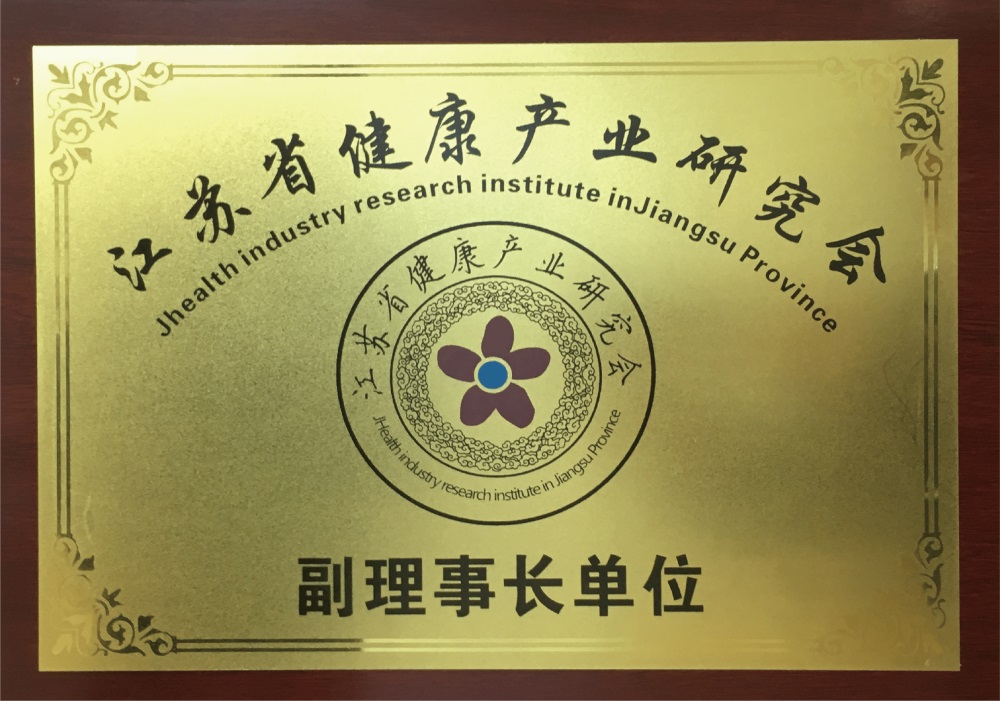 江苏省健康产业研究会
Jhealth industry research institute inJiangsu Province
江苏省健康产业研究会
JHealth industry research institute in Jiangsu Province
副理事长单位